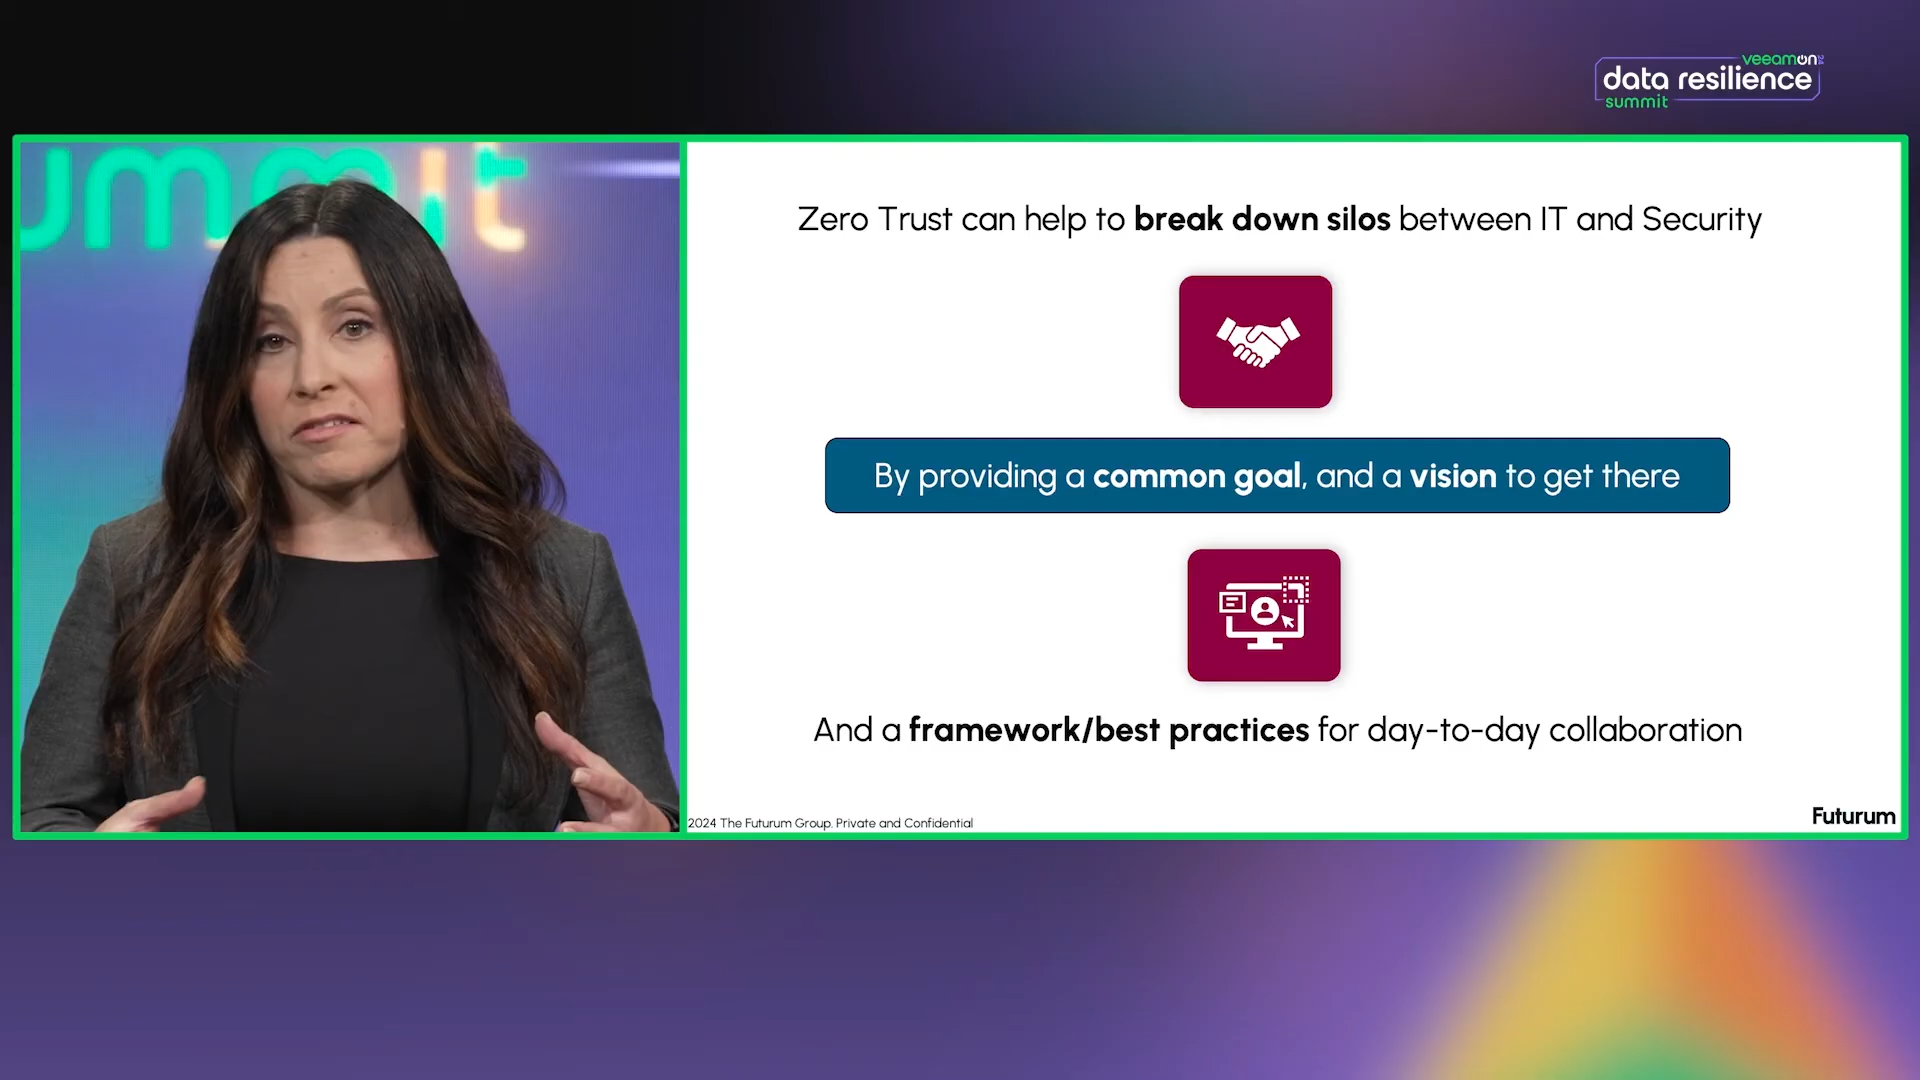 veeamON24
data resilience
summit
ummit
Zero Trust can help to break down silos between IT and Security
By providing a common goal, and a vision to get there
And a framework/best practices for day-to-day collaboration
2024 The Futurum Group. Private and Confidential
Futurum